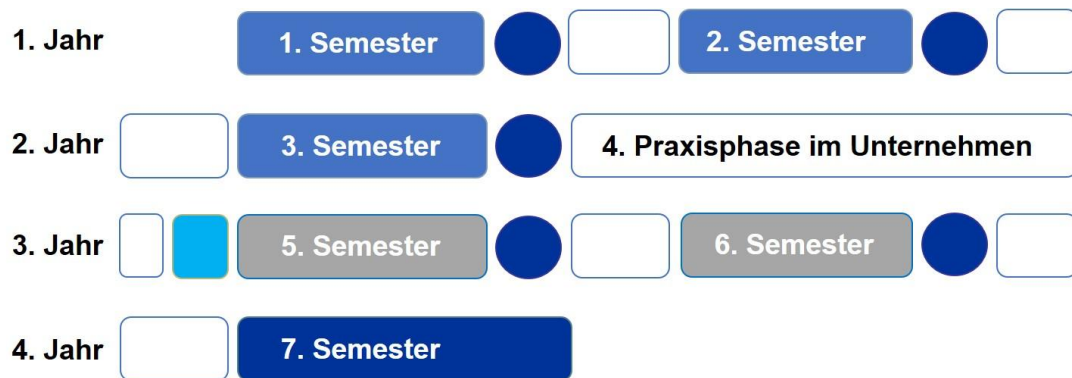 1. Jahr 1. Semester 2. Semester
2. Jahr 3. Semester 4. Praxisphase im Unternehmen
3. Jahr 5. Semester 6. Semester
4. Jahr 7. Semester